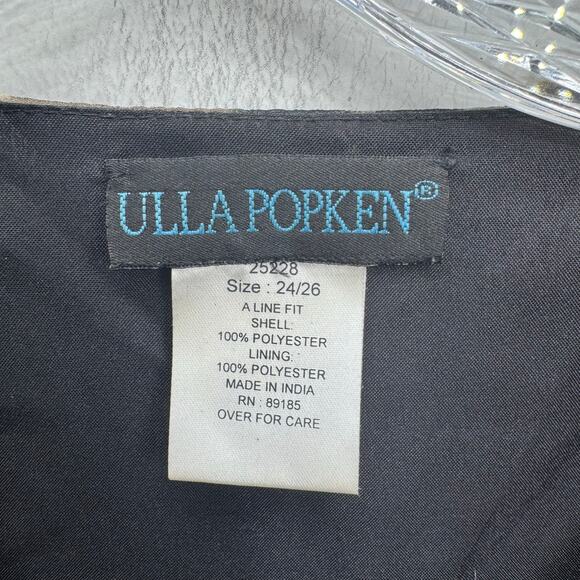 ULLA POPKEN®
25228
Size : 24/26
A LINE FIT
SHELL:
100% POLYESTER
LINING:
100% POLYESTER
MADE IN INDIA
RN : 89185
OVER FOR CARE